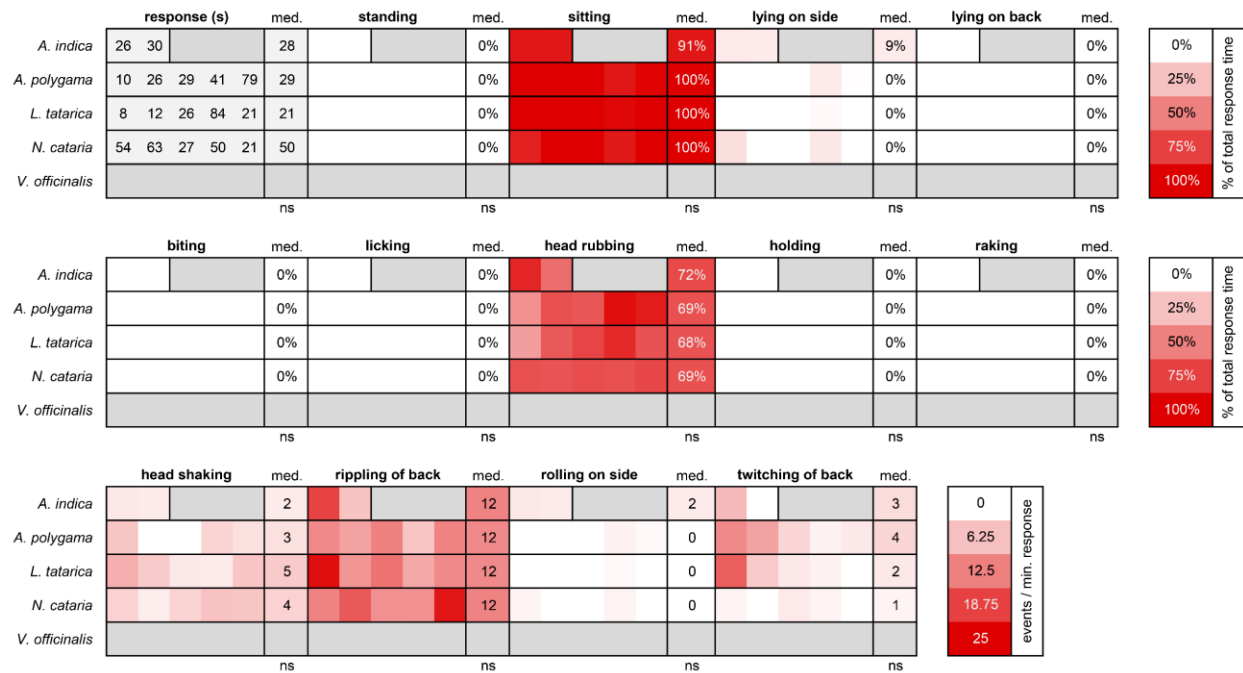 response (s) med. standing med. sitting med. lying on side med. lying on back med.
A. indica 26 30 28 0% 91% 9% 0% 0%
A. polygama 10 26 29 41 79 29 0% 100% 0% 0% 25%
L. tatarica 8 12 26 84 21 21 0% 100% 0% 0% 50%
N. cataria 54 63 27 50 21 50 0% 100% 0% 0% 75%
V. officinalis 100%
% of total response time
ns ns ns ns ns
biting med. licking med. head rubbing med. holding med. raking med.
A. indica 0% 0% 72% 0% 0% 0%
A. polygama 0% 0% 69% 0% 0% 25%
L. tatarica 0% 0% 68% 0% 0% 50%
N. cataria 0% 0% 69% 0% 0% 75%
V. officinalis 100%
% of total response time
ns ns ns ns ns
head shaking med. rippling of back med. rolling on side med. twitching of back med.
A. indica 2 12 2 3 0
A. polygama 3 12 0 4 6.25
L. tatarica 5 12 0 2 12.5
N. cataria 4 12 0 1 18.75
V. officinalis 25
events / min. response
ns ns ns ns